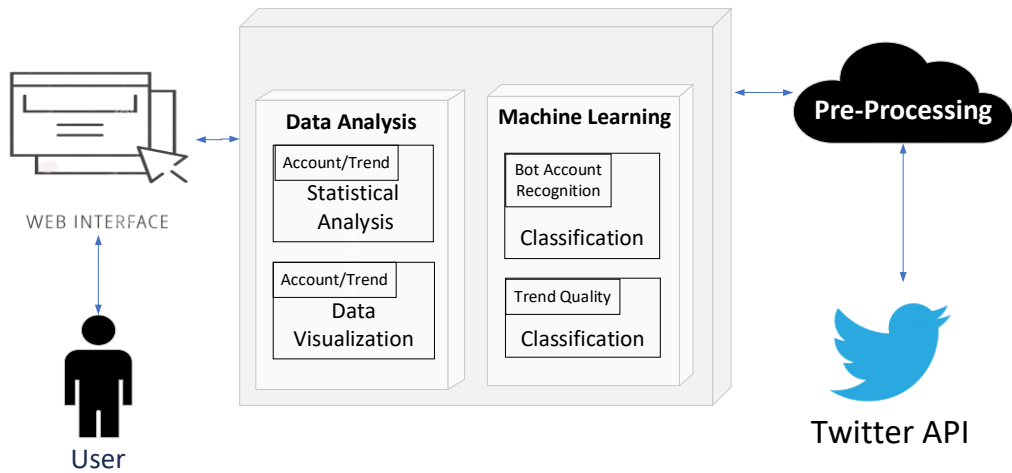 WEB INTERFACE
User
Data Analysis
Account/Trend
Statistical
Analysis
Account/Trend
Data
Visualization
Machine Learning
Bot Account
Recognition
Classification
Trend Quality
Classification
Pre-Processing
Twitter API